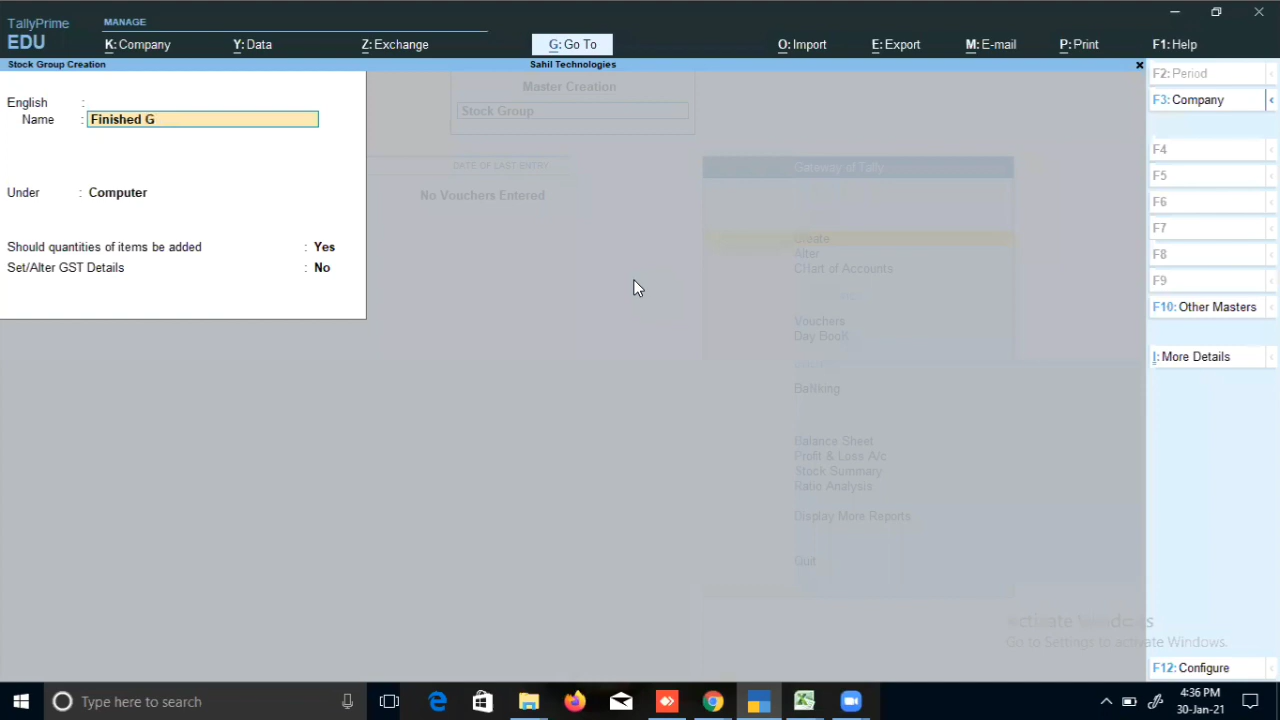 TallyPrime
EDU
MANAGE
K: Company
Y: Data
Z: Exchange
G: Go To
O: Import
E: Export
M: E-mail
P: Print
F1: Help
Stock Group Creation
Sahil Technologies
F2: Period
F3: Company
F4
F5
F6
F7
F8
F9
F10: Other Masters
I: More Details
F12: Configure
English :
Name : Finished G
Under : Computer
Should quantities of items be added : Yes
Set/Alter GST Details : No
Master Creation
Stock Group
DATE OF LAST ENTRY
No Vouchers Entered
Gateway of Tally
Create
Alter
CHart of Accounts
Vouchers
Day BooK
BaNking
Balance Sheet
Profit & Loss A/c
Stock Summary
Ratio Analysis
Display More Reports
Quit
Activate Windows
Go to Settings to activate Windows.
Type here to search
4:36 PM
30-Jan-21